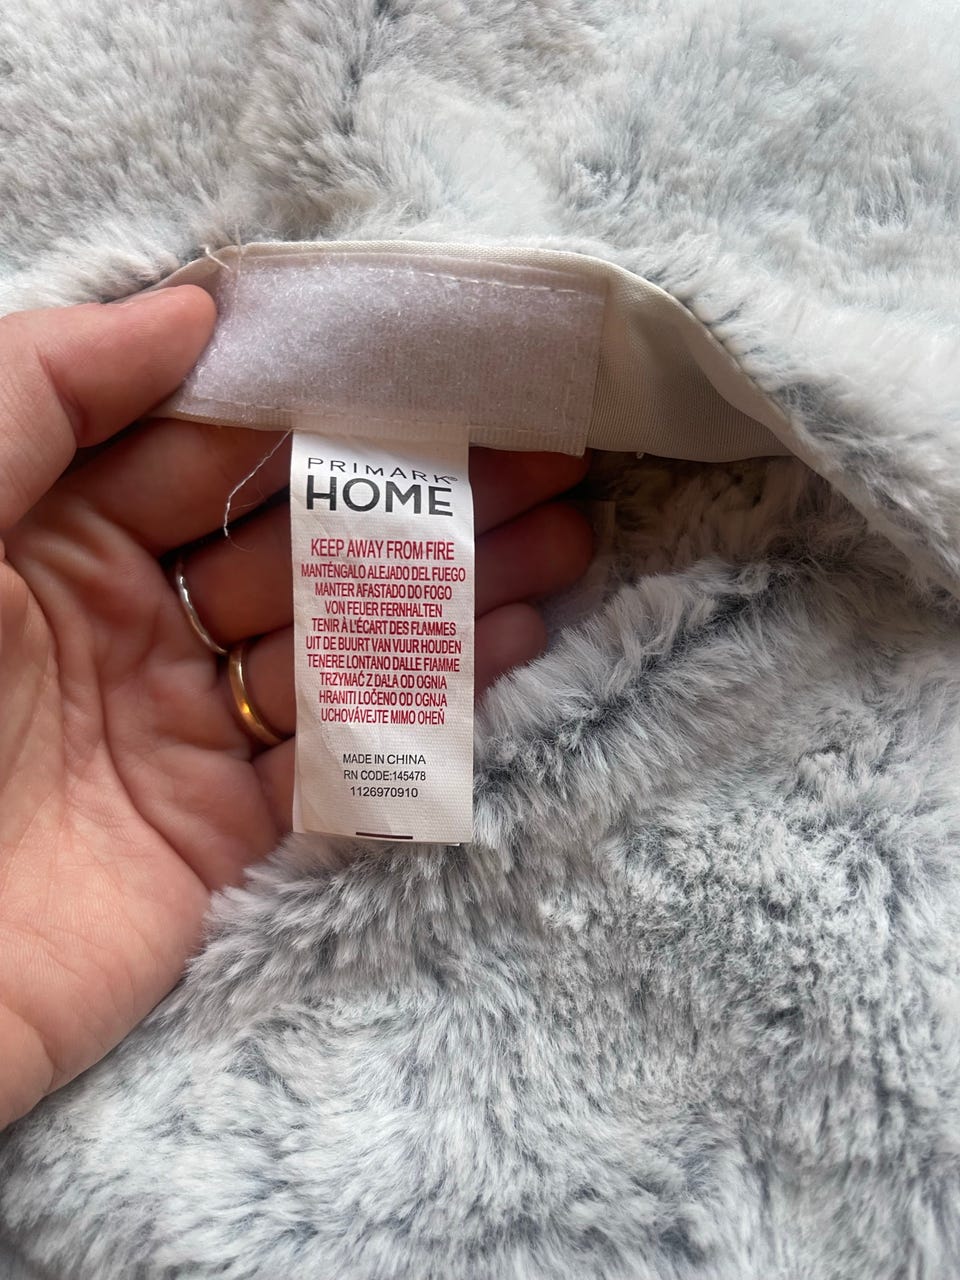 PRIMARK®
HOME
KEEP AWAY FROM FIRE
MANTÉNGALO ALEJADO DEL FUEGO
MANTER AFASTADO DO FOGO
VON FEUER FERNHALTEN
TENIR À L'ÉCART DES FLAMMES
UIT DE BUURT VAN VUUR HOUDEN
TENERE LONTANO DALLE FIAMME
TRZYMAĆ Z DALA OD OGNIA
HRANITI LOČENO OD OGNJA
UCHOVÁVEJTE MIMO OHEŇ
MADE IN CHINA
RN CODE:145478
1126970910